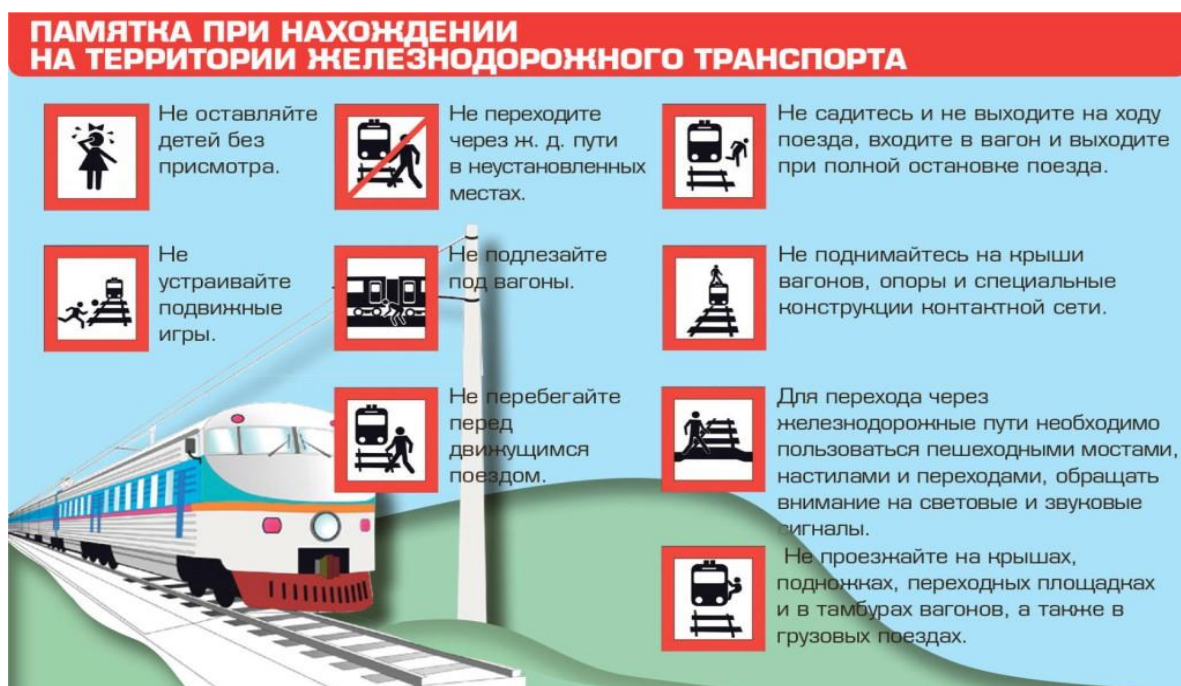 ПАМЯТКА ПРИ НАХОЖДЕНИИ
НА ТЕРРИТОРИИ ЖЕЛЕЗНОДОРОЖНОГО ТРАНСПОРТА
Не оставляйте
детей без
присмотра.
Не
устраивайте
подвижные
игры.
Не переходите
через ж. д. пути
в неустановленных
местах.
Не подлезайте
под вагоны.
Не перебегайте
перед
движущимся
поездом.
Не садитесь и не выходите на ходу
поезда, входите в вагон и выходите
при полной остановке поезда.
Не поднимайтесь на крыши
вагонов, опоры и специальные
конструкции контактной сети.
Для перехода через
железнодорожные пути необходимо
пользоваться пешеходными мостами,
настилами и переходами, обращать
внимание на световые и звуковые
сигналы.
Не проезжайте на крышах,
подножках, переходных площадках
и в тамбурах вагонов, а также в
грузовых поездах.